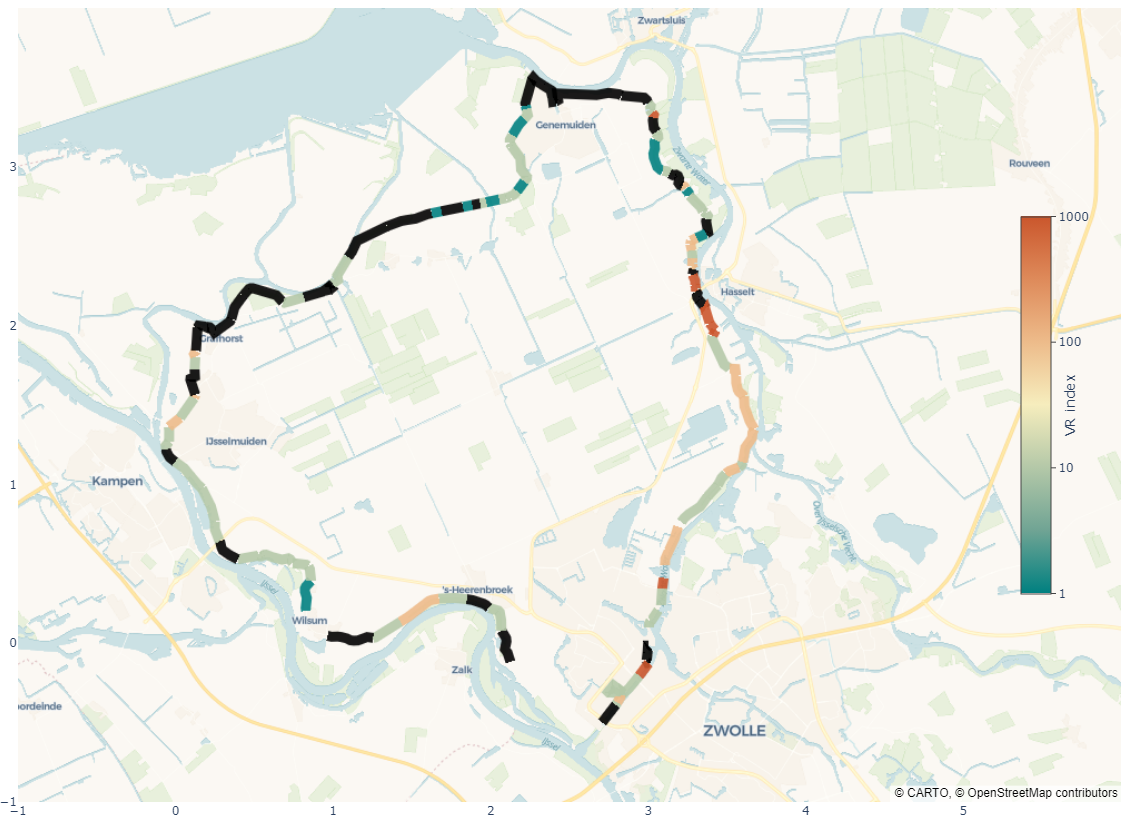 Zwartsluis
Genemuiden
Zwarte Water
Rouveen
3
1000
Hasselt
2
Grafhorst
100
VR index
IJsselmuiden
10
Kampen
1
Overijsselsche Vecht
IJssel
's-Heerenbroek
1
Wilsum
0
Zalk
oordeinde
ZWOLLE
IJssel
© CARTO, © OpenStreetMap contributors
−1
−1
0
1
2
3
4
5